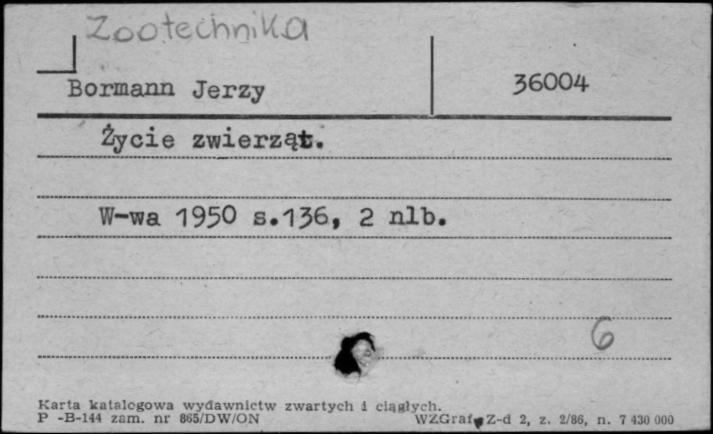 Zootechnika
Bormann Jerzy
36004
Życie zwierząt.
W-wa 1950 s.136, 2 nlb.
6
Karta katalogowa wydawnictw zwartych i ciągłych.
P -B-144 zam. nr 865/DW/ON
WZGraf. Z-d 2, z. 2/86, n. 7 430 000